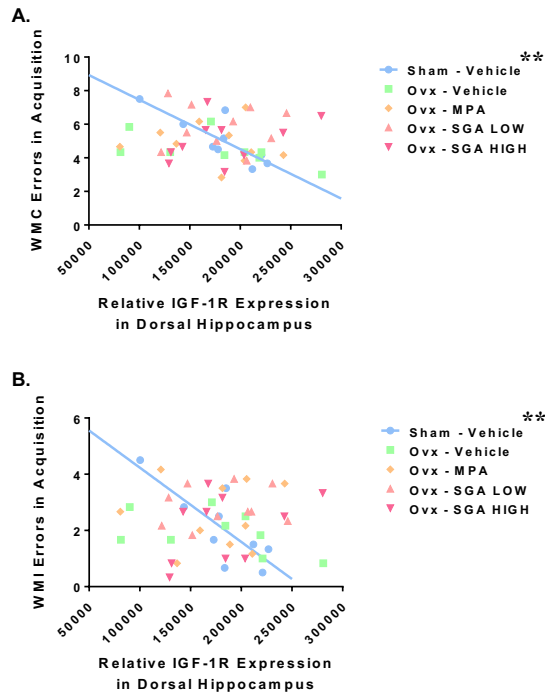 A.
WMC Errors in Acquisition
10
8
6
4
2
0
50000
100000
150000
200000
250000
300000
Relative IGF-1R Expression
in Dorsal Hippocampus
Sham - Vehicle **
Ovx - Vehicle
Ovx - MPA
Ovx - SGA LOW
Ovx - SGA HIGH
B.
WMI Errors in Acquisition
6
4
2
0
50000
100000
150000
200000
250000
300000
Relative IGF-1R Expression
in Dorsal Hippocampus
Sham - Vehicle **
Ovx - Vehicle
Ovx - MPA
Ovx - SGA LOW
Ovx - SGA HIGH